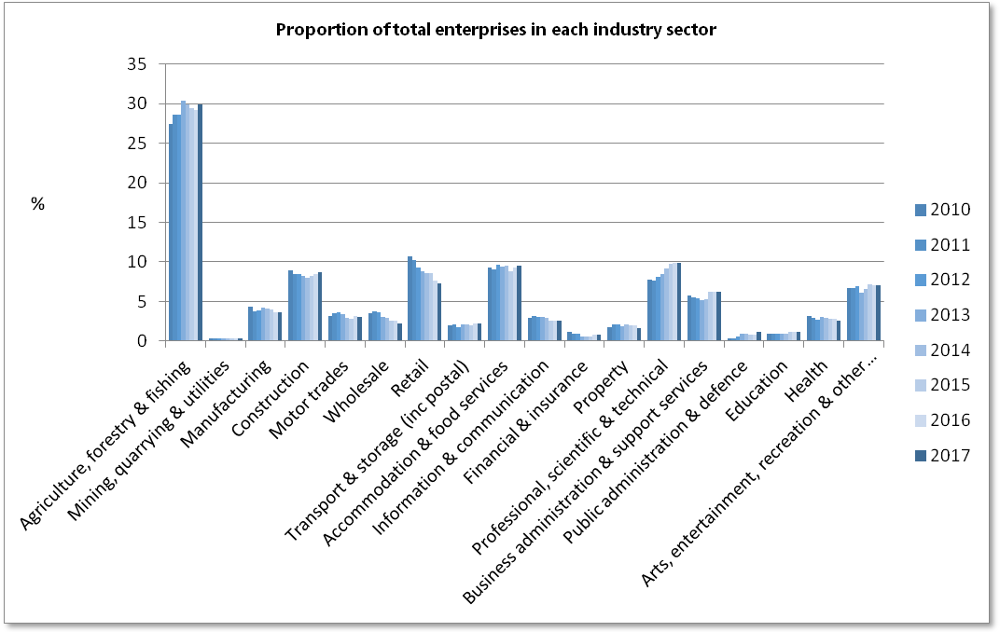 Proportion of total enterprises in each industry sector
35
30
25
20
15
10
5
0
%
Agriculture, forestry & fishing
Mining, quarrying & utilities
Manufacturing
Construction
Motor trades
Wholesale
Retail
Transport & storage (inc postal)
Accommodation & food services
Information & communication
Financial & insurance
Property
Professional, scientific & technical
Business administration & support services
Public administration & defence
Education
Health
Arts, entertainment, recreation & other...
2010
2011
2012
2013
2014
2015
2016
2017